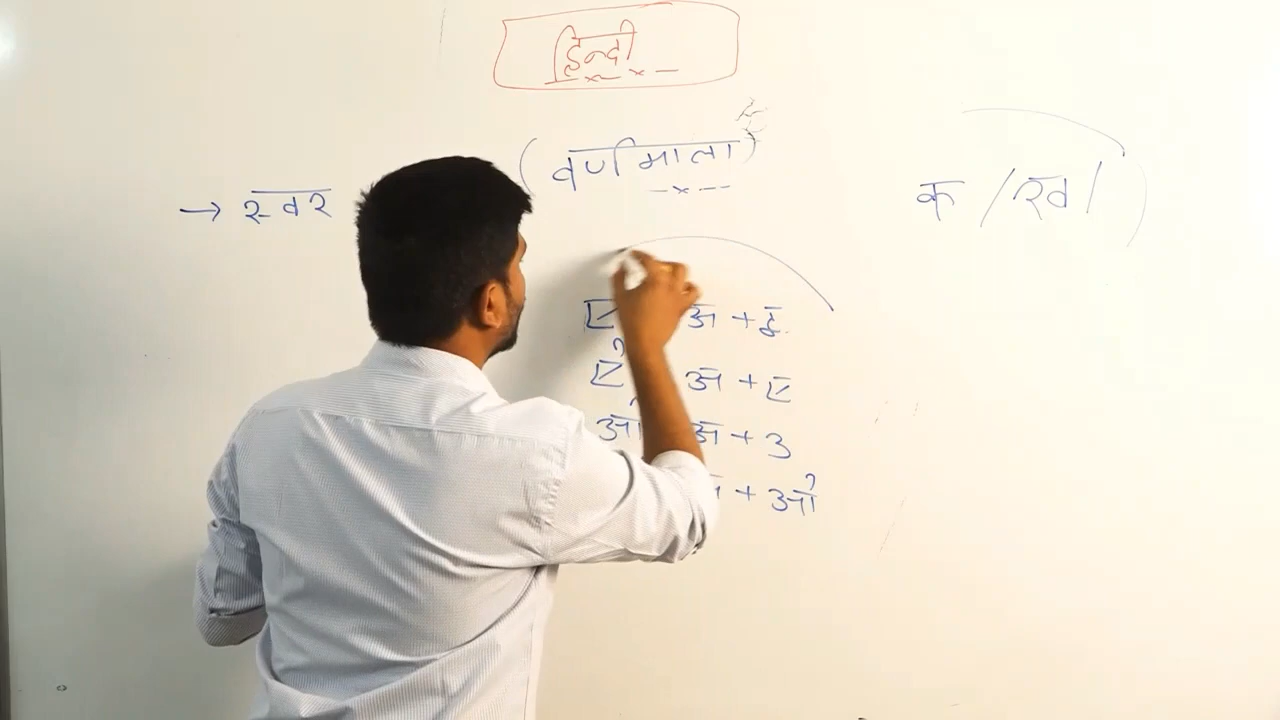 हिन्दी
(वर्णमाला)
→ स्वर
क / ख /
ए अ + इ
ऐ अ + ए
ओ अ + उ
+ ओ